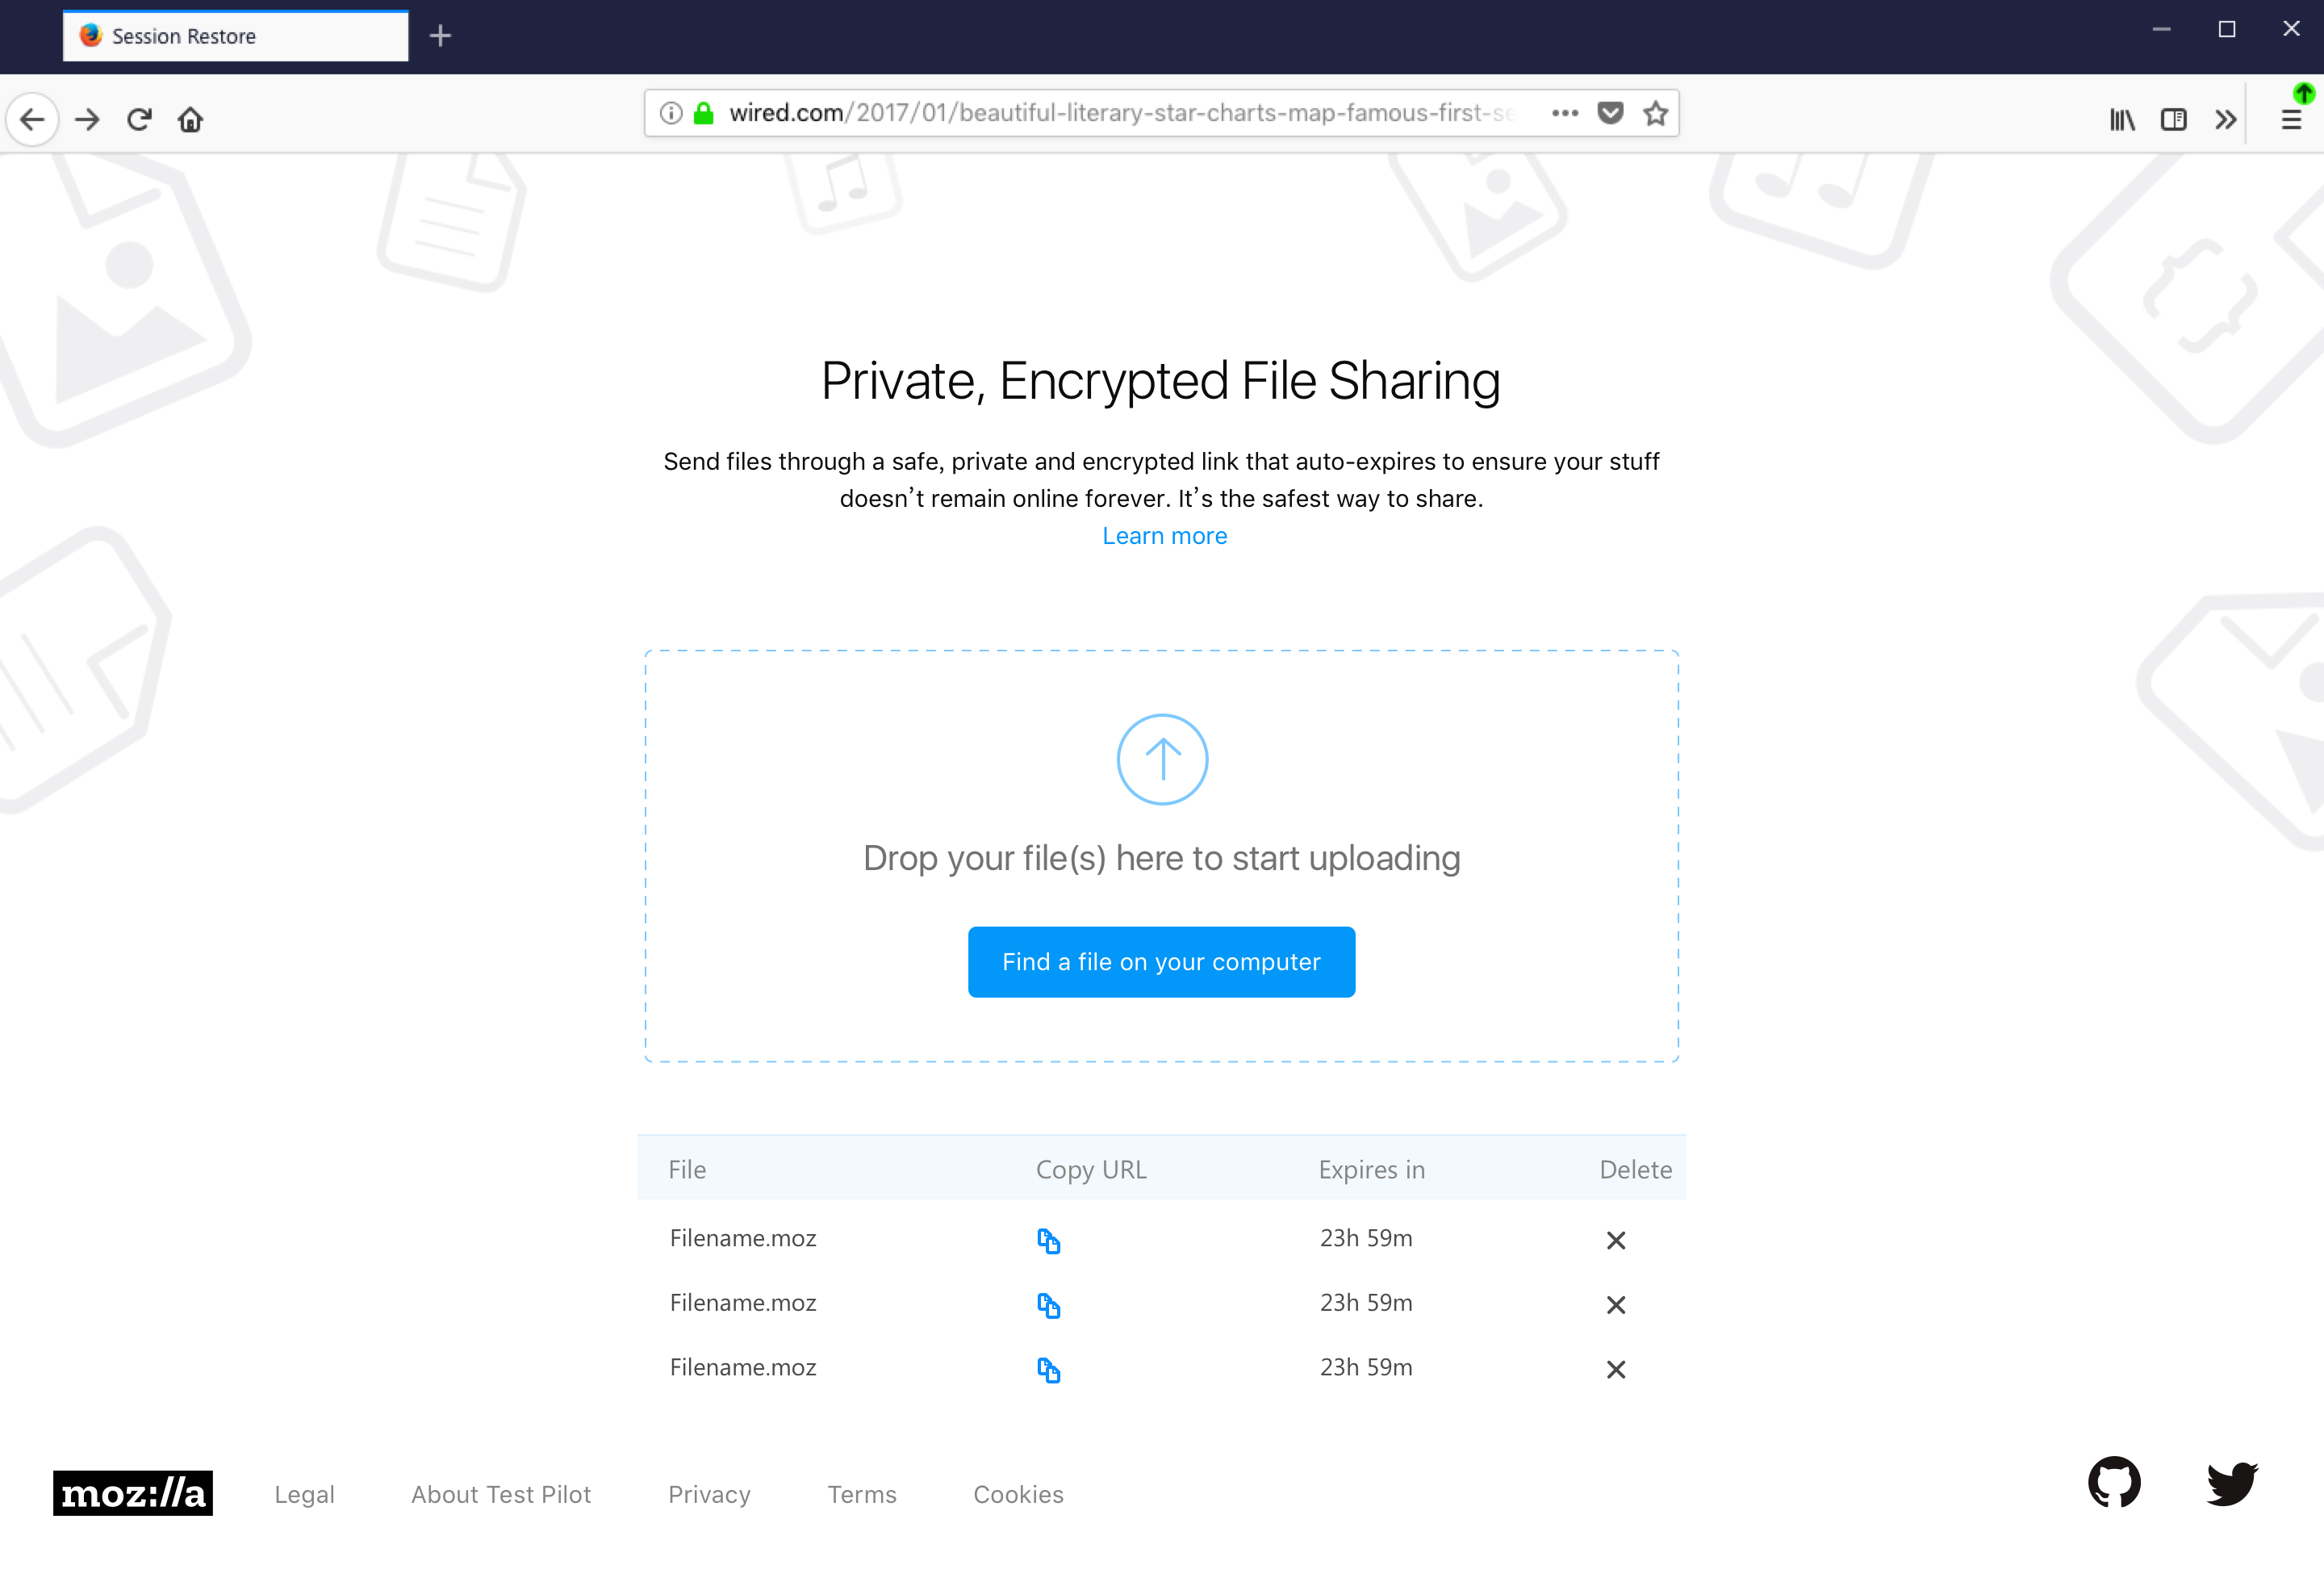 Session Restore
wired.com/2017/01/beautiful-literary-star-charts-map-famous-first-se
Private, Encrypted File Sharing
Send files through a safe, private and encrypted link that auto-expires to ensure your stuff
doesn’t remain online forever. It’s the safest way to share.
Learn more
Drop your file(s) here to start uploading
Find a file on your computer
File Copy URL Expires in Delete
Filename.moz 23h 59m
Filename.moz 23h 59m
Filename.moz 23h 59m
moz://a Legal About Test Pilot Privacy Terms Cookies